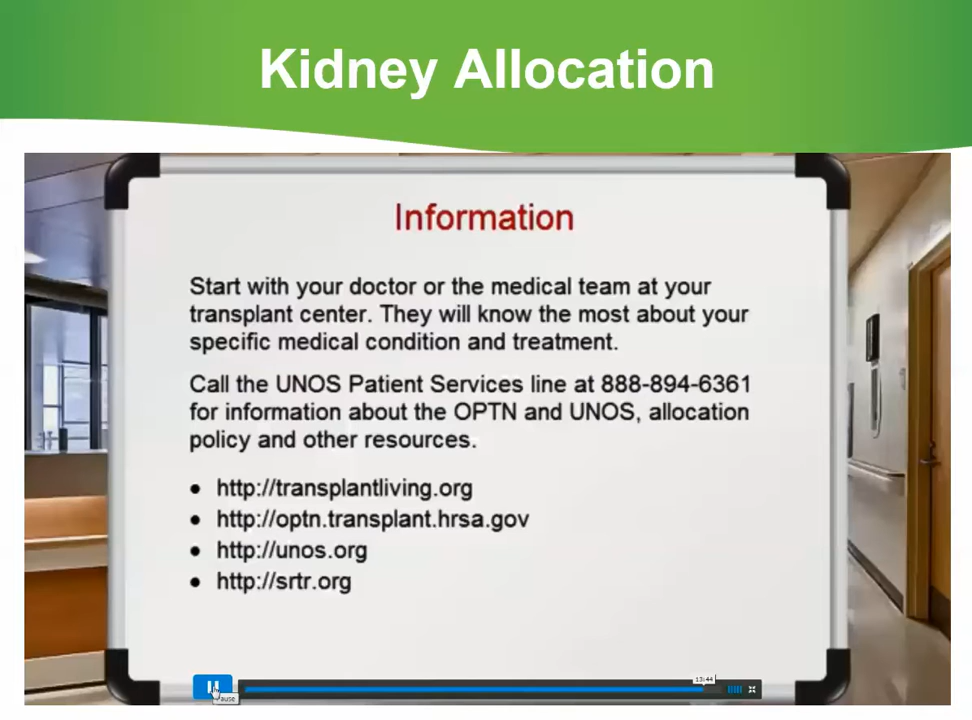 Kidney Allocation
Information
Start with your doctor or the medical team at your
transplant center. They will know the most about your
specific medical condition and treatment.
Call the UNOS Patient Services line at 888-894-6361
for information about the OPTN and UNOS, allocation
policy and other resources.
• http://transplantliving.org
• http://optn.transplant.hrsa.gov
• http://unos.org
• http://srtr.org
13:44